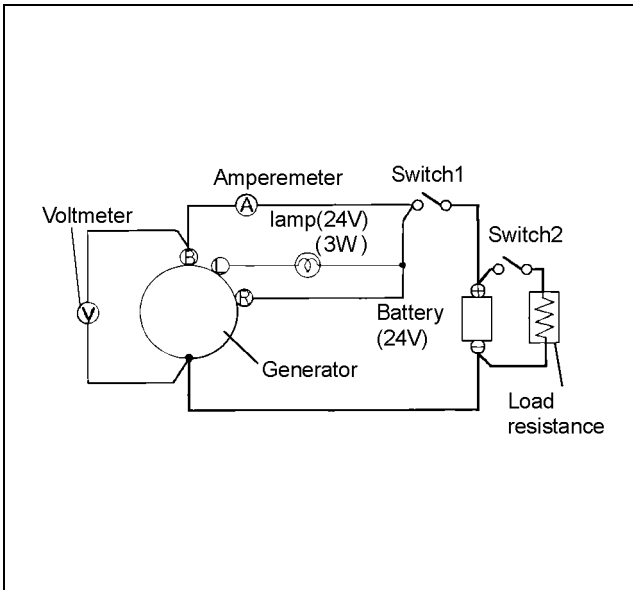 Amperemeter
Switch1
Voltmeter
A
lamp(24V)
(3W)
Switch2
B
L
R
V
Battery
(24V)
+
−
Generator
Load
resistance